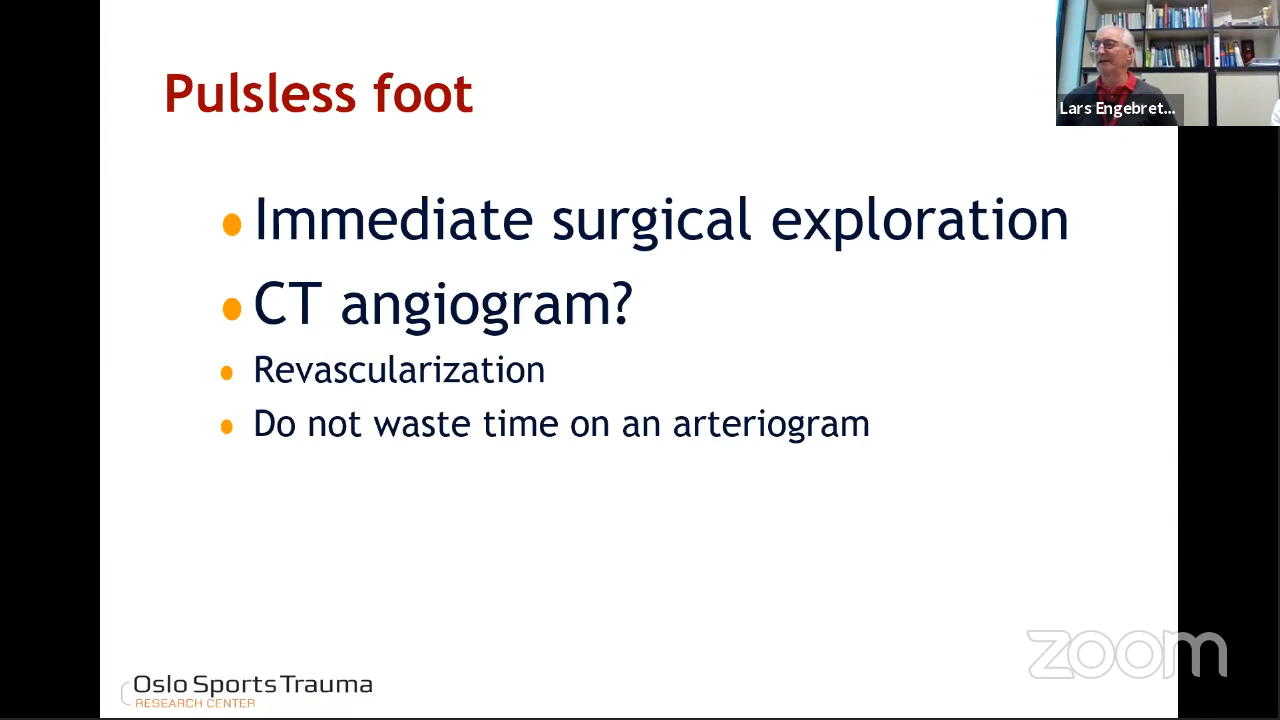 Pulsless foot
Lars Engebret...
Immediate surgical exploration
CT angiogram?
Revascularization
Do not waste time on an arteriogram
Oslo Sports Trauma
RESEARCH CENTER
zoom